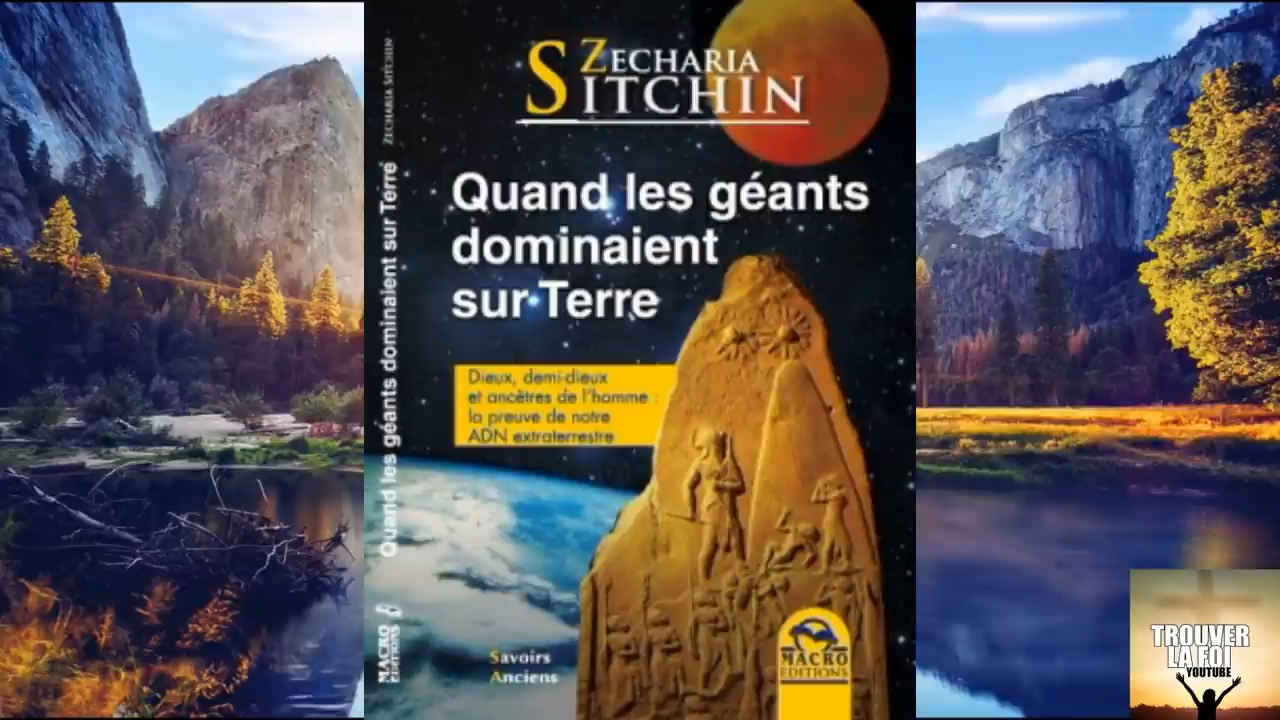 ZECHARIA
SITCHIN
Quand les géants
dominaient
sur Terre
Dieux, demi-dieux
et ancêtres de l'homme :
la preuve de notre
ADN extraterrestre
Savoirs
Anciens
MACRO
EDITIONS
ZECHARIA SITCHIN
Quand les géants dominaient sur Terre
MACRO
EDITIONS
TROUVER
LA FOI
YOUTUBE